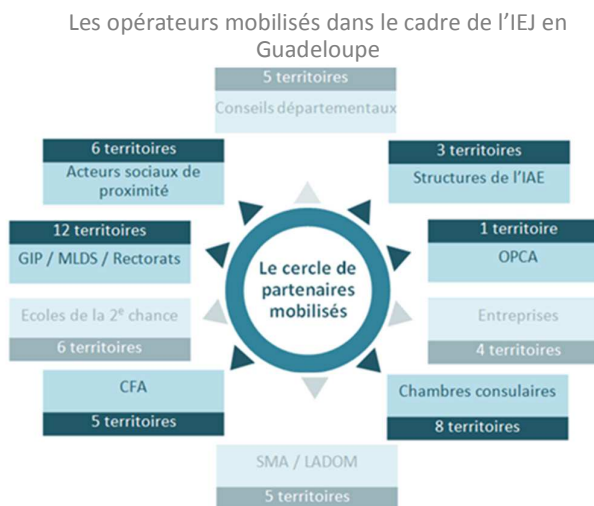 Les opérateurs mobilisés dans le cadre de l’IEJ en
Guadeloupe
5 territoires
Conseils départementaux
6 territoires
Acteurs sociaux de
proximité
3 territoires
Structures de l’IAE
12 territoires
GIP / MLDS / Rectorats
1 territoire
OPCA
Le cercle de
partenaires
mobilisés
Ecoles de la 2e chance
6 territoires
Entreprises
4 territoires
CFA
5 territoires
Chambres consulaires
8 territoires
SMA / LADOM
5 territoires